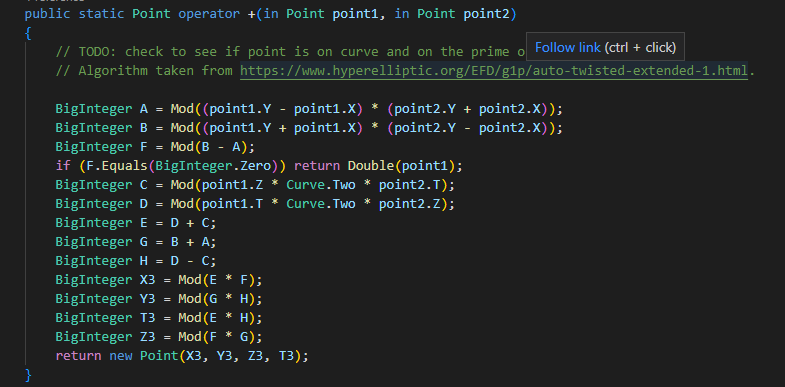 public static Point operator +(in Point point1, in Point point2)
{
// TODO: check to see if point is on curve and on the prime o
Follow link (ctrl + click)
// Algorithm taken from https://www.hyperelliptic.org/EFD/g1p/auto-twisted-extended-1.html.
BigInteger A = Mod((point1.Y - point1.X) * (point2.Y + point2.X));
BigInteger B = Mod((point1.Y + point1.X) * (point2.Y - point2.X));
BigInteger F = Mod(B - A);
if (F.Equals(BigInteger.Zero)) return Double(point1);
BigInteger C = Mod(point1.Z * Curve.Two * point2.T);
BigInteger D = Mod(point1.T * Curve.Two * point2.Z);
BigInteger E = D + C;
BigInteger G = B + A;
BigInteger H = D - C;
BigInteger X3 = Mod(E * F);
BigInteger Y3 = Mod(G * H);
BigInteger T3 = Mod(E * H);
BigInteger Z3 = Mod(F * G);
return new Point(X3, Y3, Z3, T3);
}